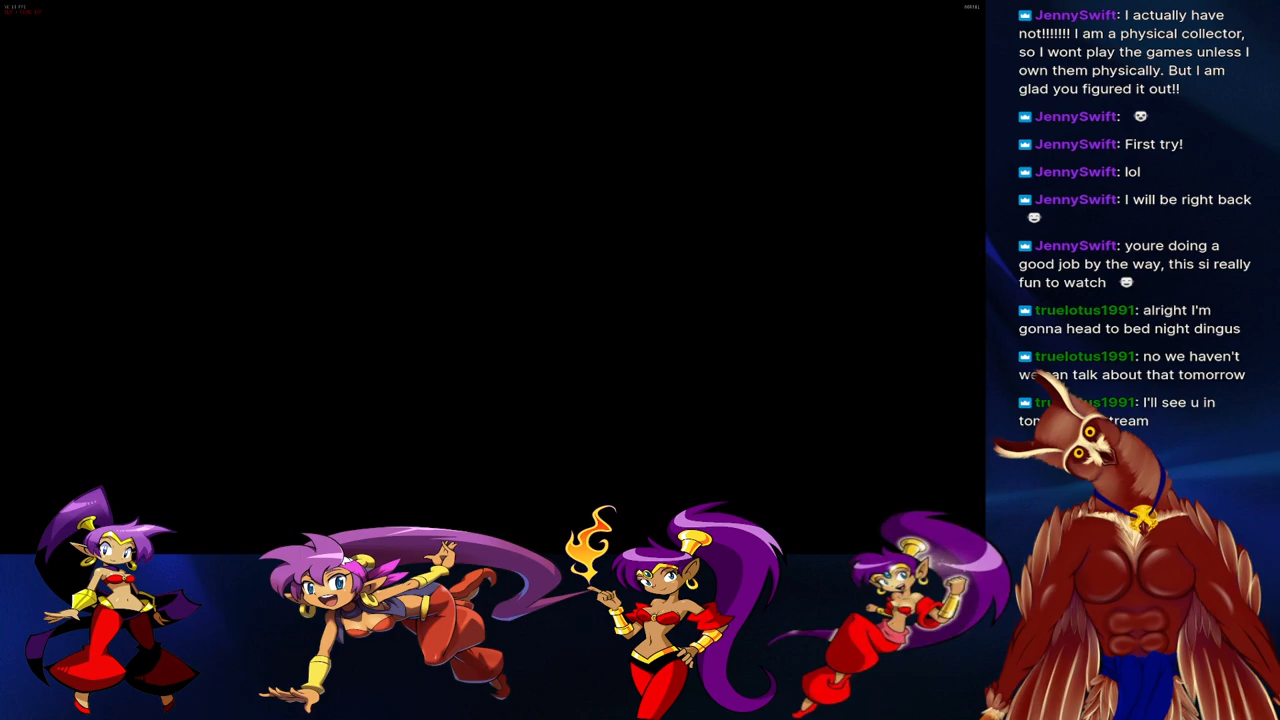 JennySwift: I actually have
not!!!!!!! I am a physical collector,
so I wont play the games unless I
own them physically. But I am
glad you figured it out!!
JennySwift:
JennySwift: First try!
JennySwift: lol
JennySwift: I will be right back
JennySwift: youre doing a
good job by the way, this si really
fun to watch
truelotus1991: alright I'm
gonna head to bed night dingus
truelotus1991: no we haven't
talk about that tomorrow
I'll see u in